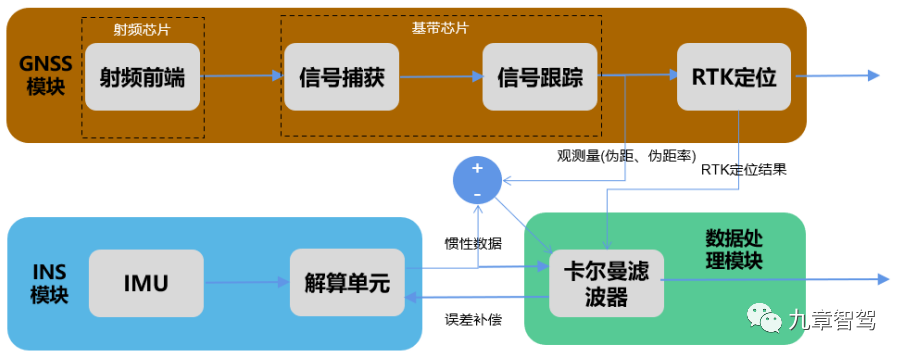 射频芯片
基带芯片
GNSS
模块
射频前端
信号捕获
信号跟踪
RTK定位
观测量(伪距、伪距率)
RTK定位结果
+
-
INS
模块
IMU
解算单元
惯性数据
误差补偿
卡尔曼滤
波器
数据处
理模块
九章智驾